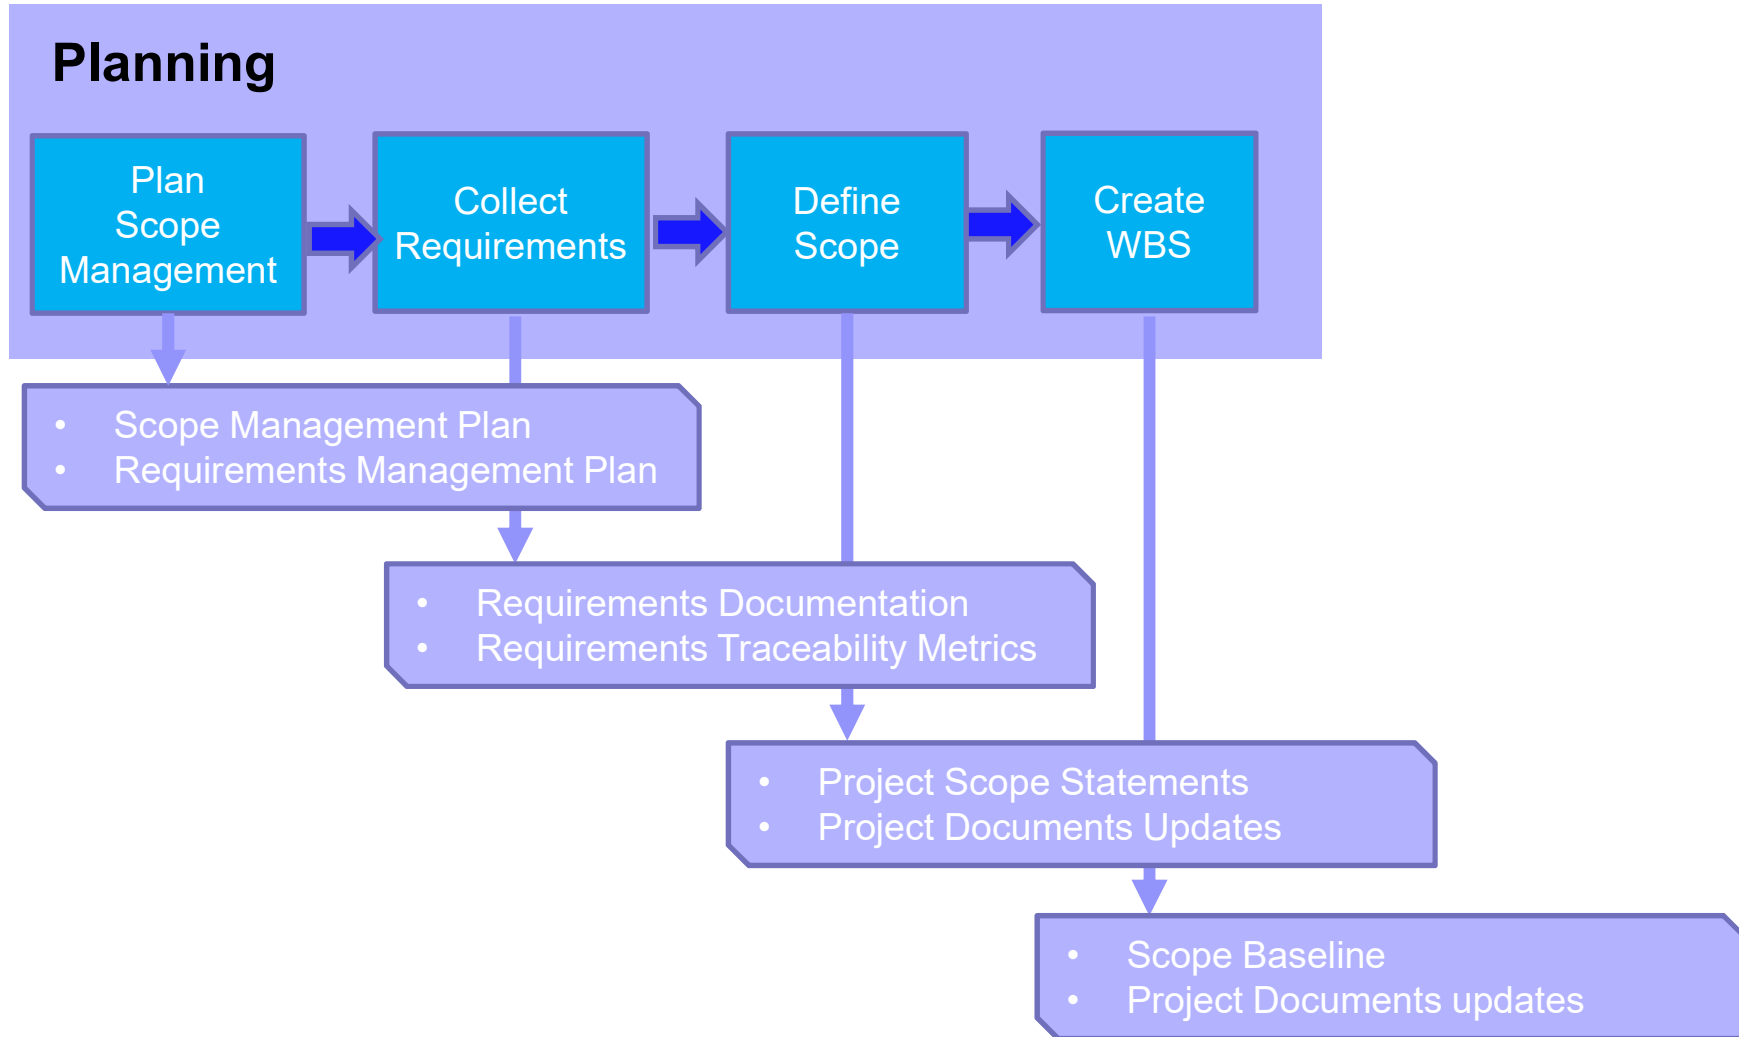 Planning
Plan
Scope
Management
Collect
Requirements
Define
Scope
Create
WBS
• Scope Management Plan
• Requirements Management Plan
• Requirements Documentation
• Requirements Traceability Metrics
• Project Scope Statements
• Project Documents Updates
• Scope Baseline
• Project Documents updates